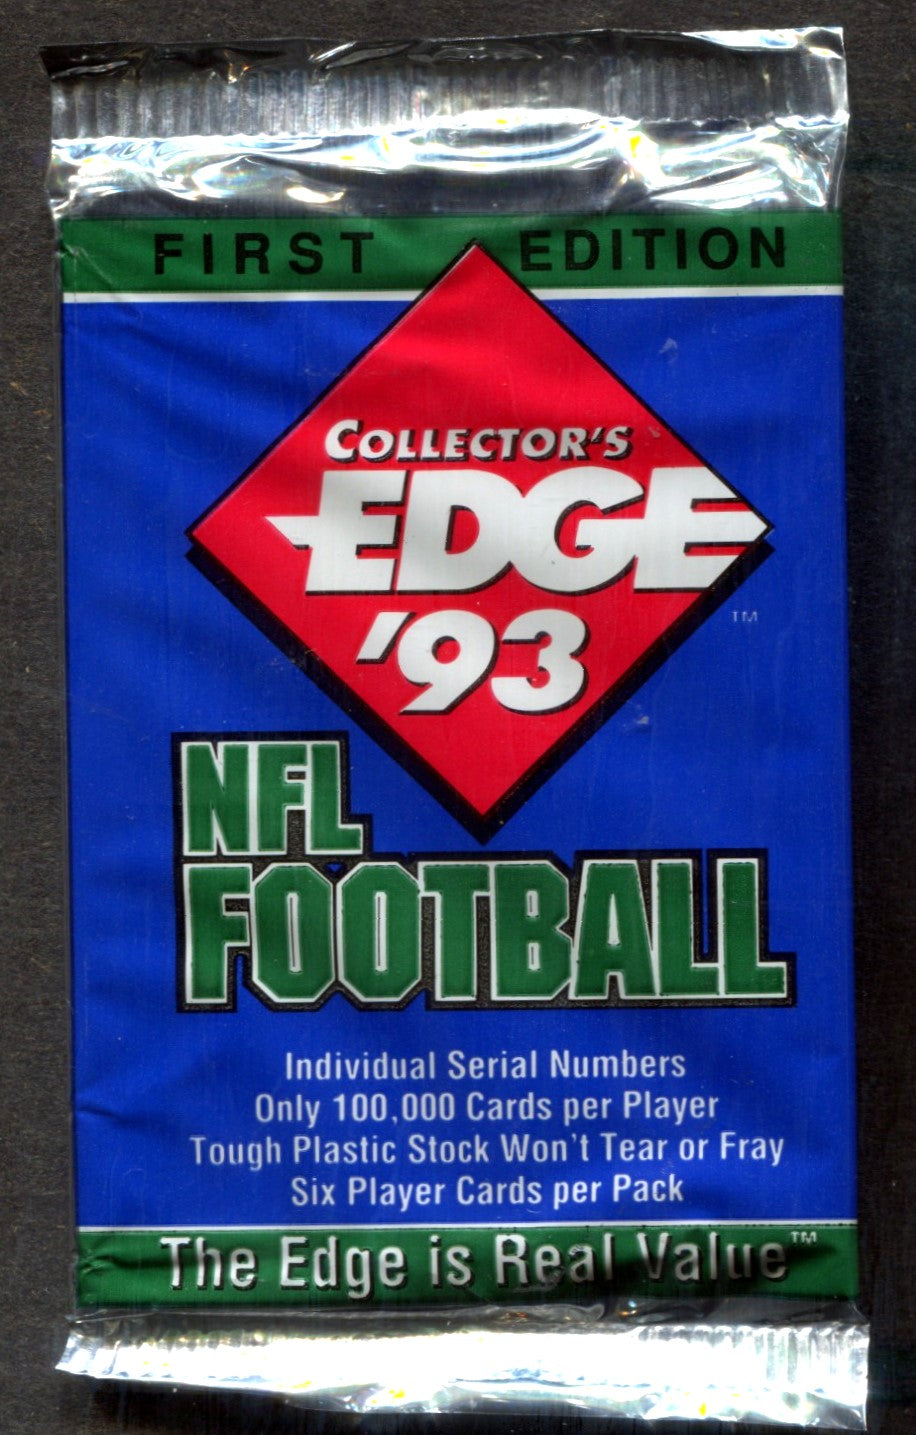 FIRST EDITION
COLLECTOR'S
EDGE
'93
TM
NFL
FOOTBALL
Individual Serial Numbers
Only 100,000 Cards per Player
Tough Plastic Stock Won't Tear or Fray
Six Player Cards per Pack
The Edge is Real Value™